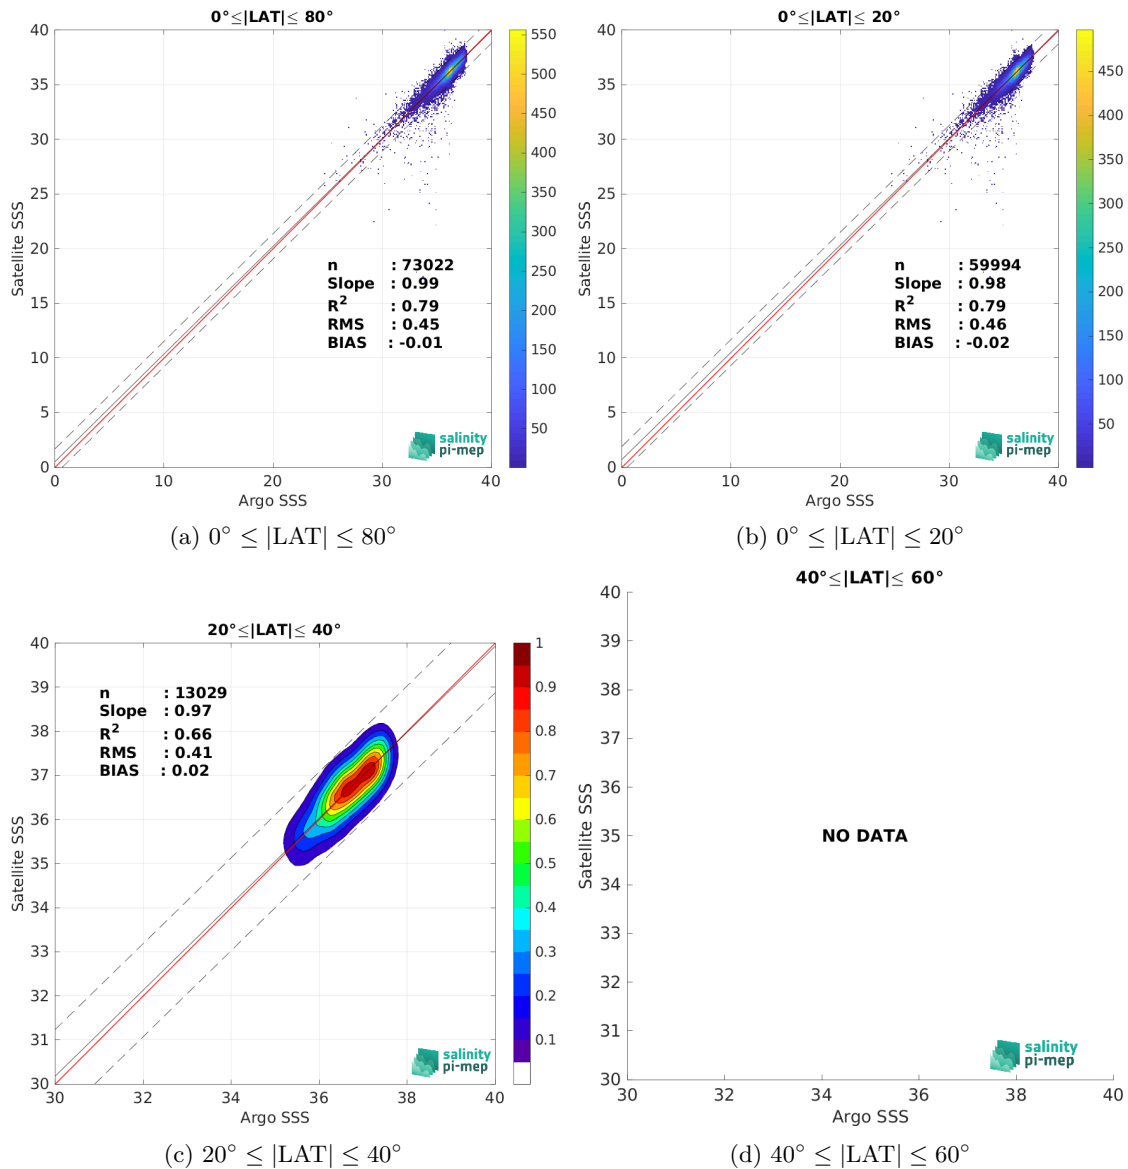 0°≤|LAT|≤ 80°
40
35
30
25
20
15
10
5
0
Satellite SSS
n : 73022
Slope : 0.99
R² : 0.79
RMS : 0.45
BIAS : -0.01
salinity
pi-mep
0 10 20 30 40
Argo SSS
550
500
450
400
350
300
250
200
150
100
50
(a) 0° ≤ |LAT| ≤ 80°
0°≤|LAT|≤ 20°
40
35
30
25
20
15
10
5
0
Satellite SSS
n : 59994
Slope : 0.98
R² : 0.79
RMS : 0.46
BIAS : -0.02
salinity
pi-mep
0 10 20 30 40
Argo SSS
450
400
350
300
250
200
150
100
50
(b) 0° ≤ |LAT| ≤ 20°
20°≤|LAT|≤ 40°
40
39
38
37
36
35
34
33
32
31
30
Satellite SSS
n : 13029
Slope : 0.97
R² : 0.66
RMS : 0.41
BIAS : 0.02
salinity
pi-mep
30 32 34 36 38 40
Argo SSS
1
0.9
0.8
0.7
0.6
0.5
0.4
0.3
0.2
0.1
(c) 20° ≤ |LAT| ≤ 40°
40°≤|LAT|≤ 60°
40
39
38
37
36
35
34
33
32
31
30
Satellite SSS
NO DATA
salinity
pi-mep
30 32 34 36 38 40
Argo SSS
(d) 40° ≤ |LAT| ≤ 60°